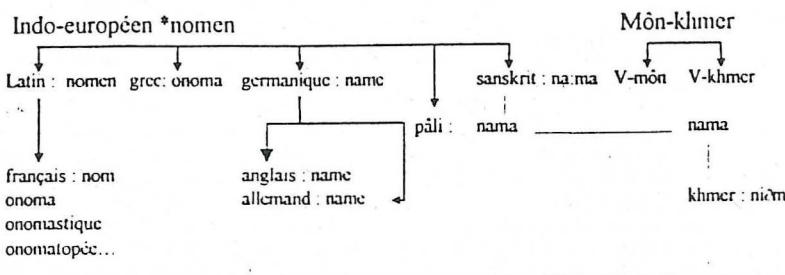 Indo-européen *nomen Môn-khmer
Latin : nomen grec: onoma germanique : name sanskrit : na:ma V-môn V-khmer
pâli : nama nama
français : nom anglais : name
onoma allemand : name khmer : niǝm
onomastique
onomatopée...